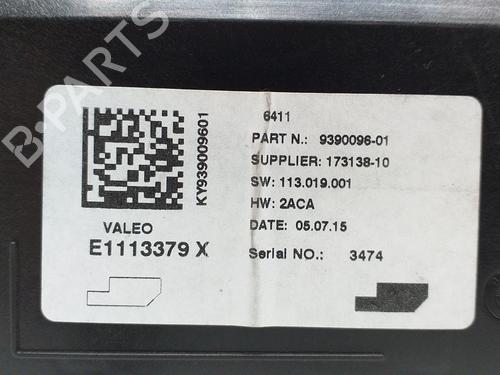 B-PARTS
6411
KY939009601
PART N.: 9390096-01
SUPPLIER: 173138-10
SW: 113.019.001
HW: 2ACA
DATE: 05.07.15
Serial NO.: 3474
VALEO
E1113379 X